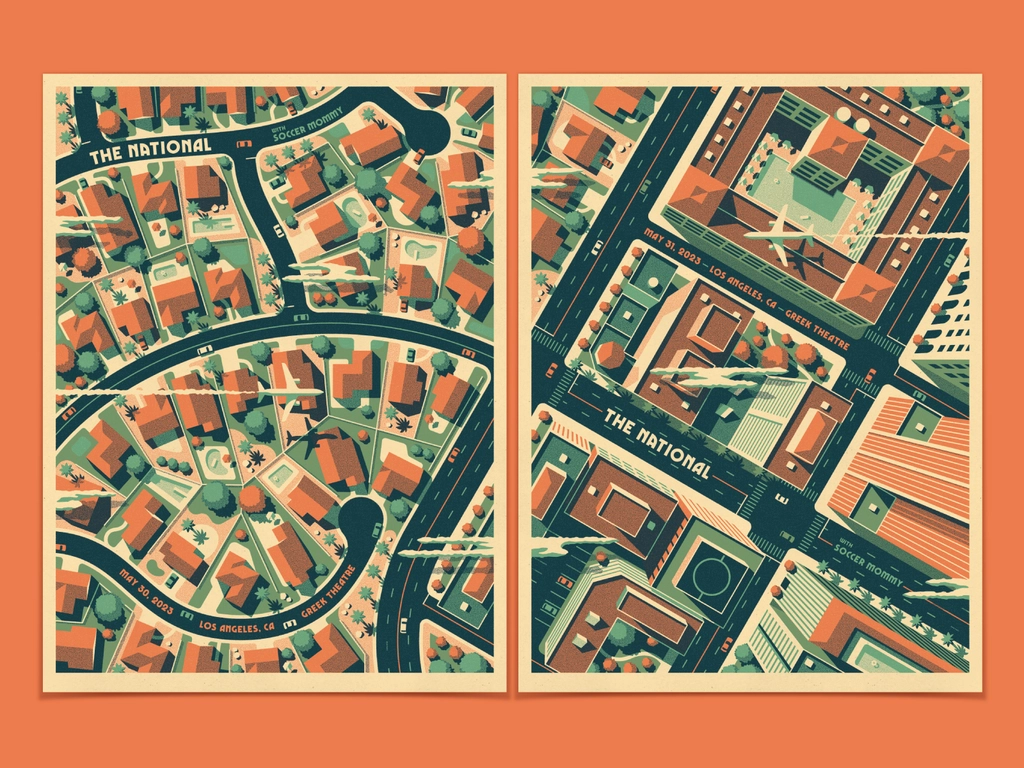 THE NATIONAL
WITH
SOCCER MOMMY
MAY 30, 2023
LOS ANGELES, CA
GREEK THEATRE
MAY 31, 2023 – LOS ANGELES, CA – GREEK THEATRE
THE NATIONAL
WITH
SOCCER MOMMY